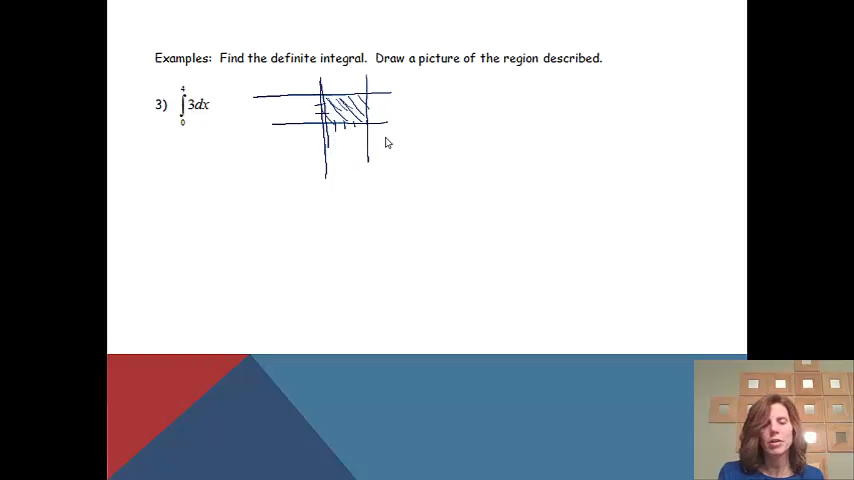 Examples: Find the definite integral. Draw a picture of the region described.
3) ∫₀⁴ 3dx